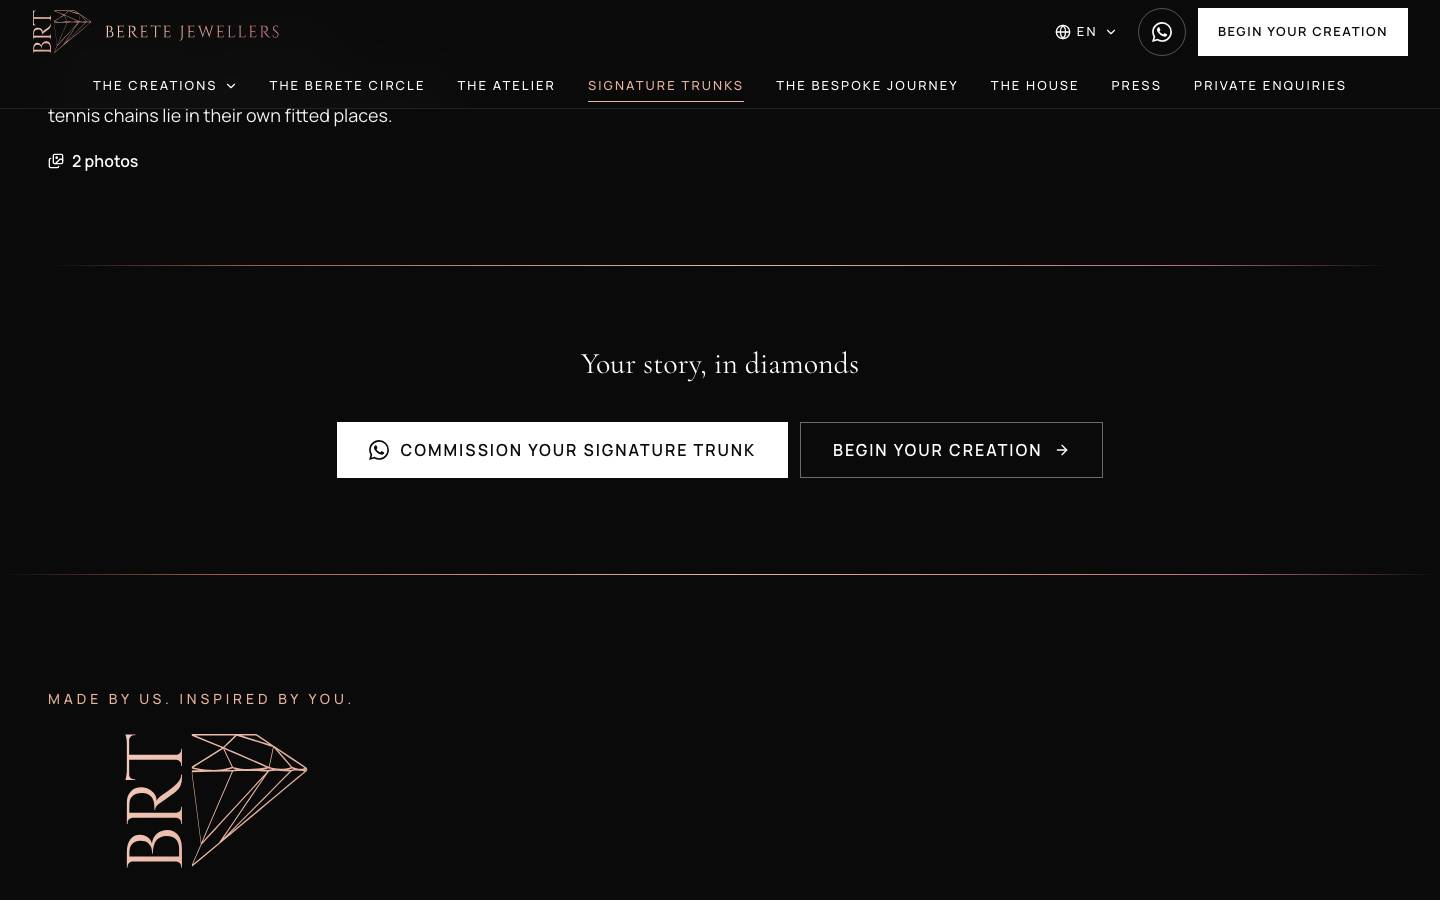 BRT
BERETE JEWELLERS
EN
BEGIN YOUR CREATION
THE CREATIONS
THE BERETE CIRCLE
THE ATELIER
SIGNATURE TRUNKS
THE BESPOKE JOURNEY
THE HOUSE
PRESS
PRIVATE ENQUIRIES
tennis chains lie in their own fitted places.
2 photos
Your story, in diamonds
COMMISSION YOUR SIGNATURE TRUNK
BEGIN YOUR CREATION
MADE BY US. INSPIRED BY YOU.
BRT